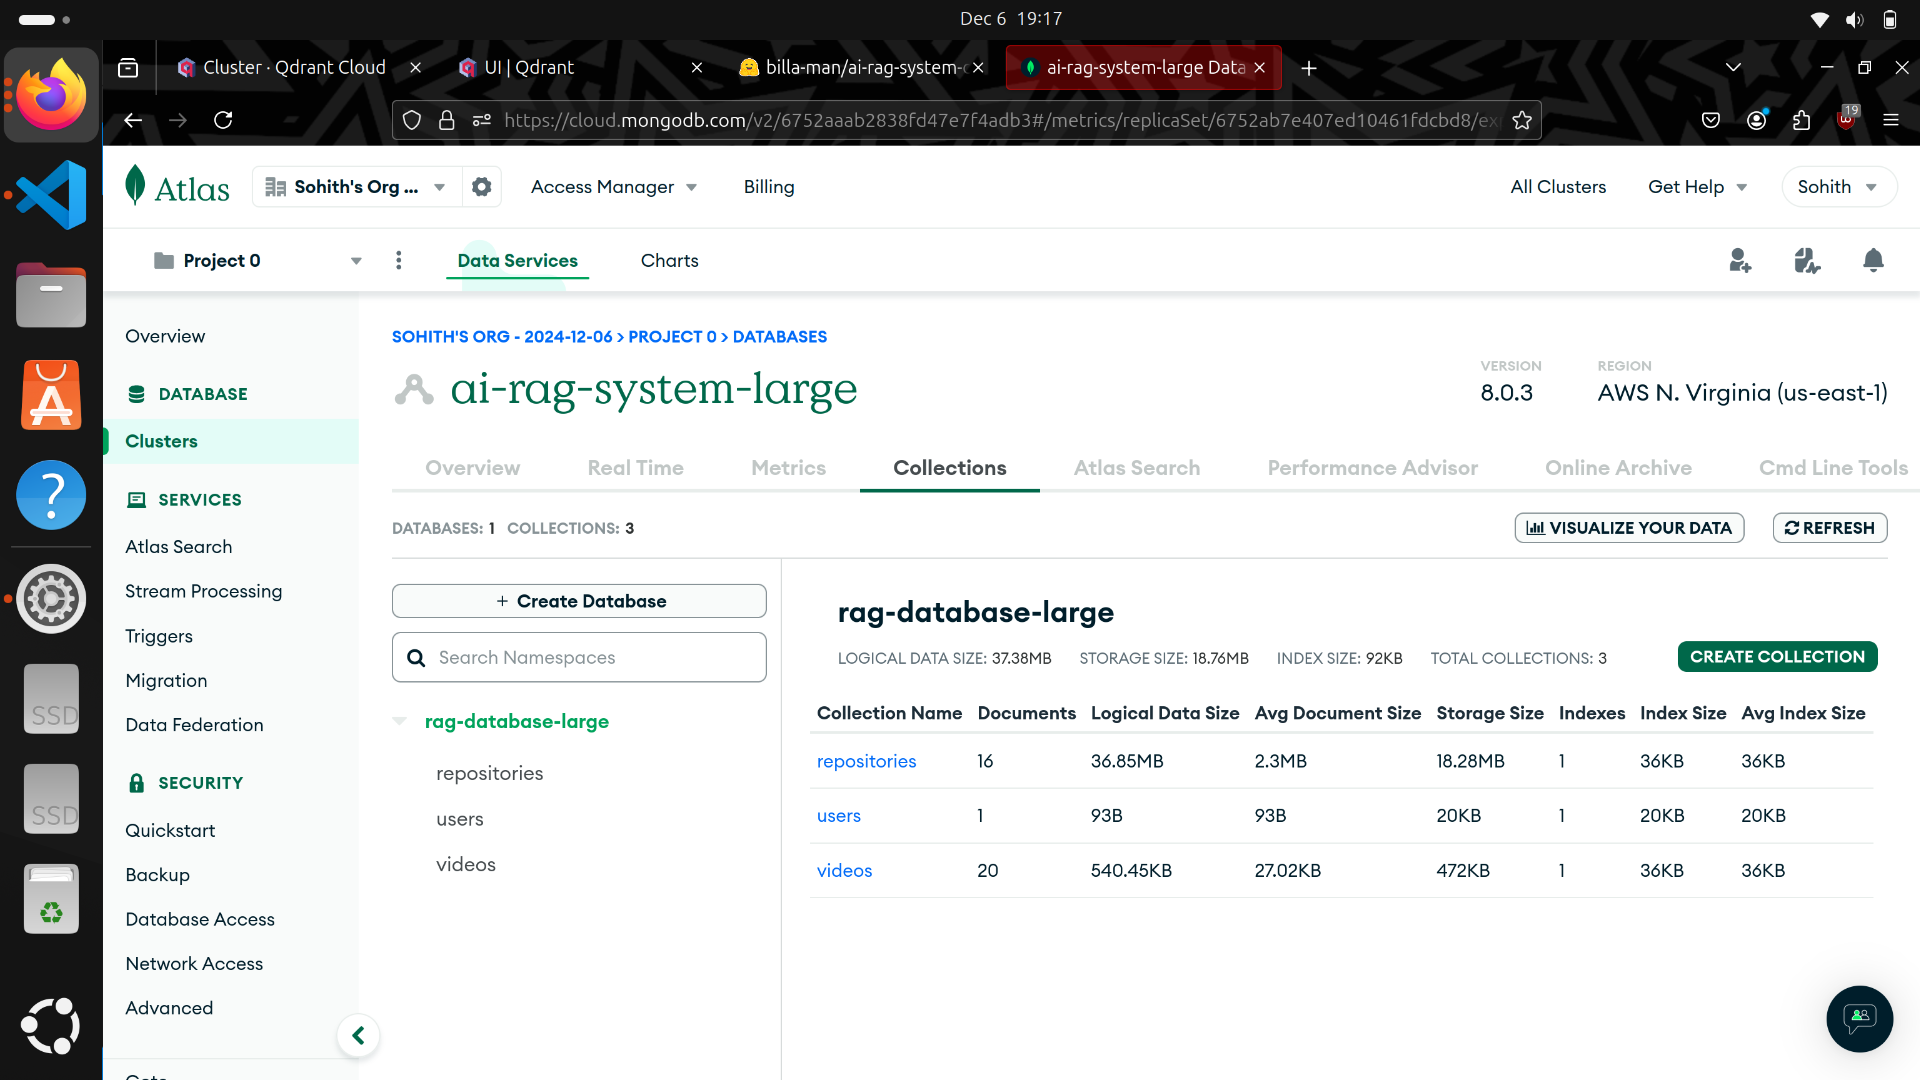 Dec 6 19:17
Cluster · Qdrant Cloud
UI | Qdrant
billa-man/ai-rag-system-
ai-rag-system-large Data
https://cloud.mongodb.com/v2/6752aaab2838fd47e7f4adb3#/metrics/replicaSet/6752ab7e407ed10461fdcbd8/ex
19
Atlas
Sohith's Org ...
Access Manager
Billing
All Clusters
Get Help
Sohith
Project 0
Data Services
Charts
Overview
DATABASE
Clusters
SERVICES
Atlas Search
Stream Processing
Triggers
Migration
Data Federation
SECURITY
Quickstart
Backup
Database Access
Network Access
Advanced
SSD
SSD
SOHITH'S ORG - 2024-12-06 > PROJECT 0 > DATABASES
ai-rag-system-large
VERSION
8.0.3
REGION
AWS N. Virginia (us-east-1)
Overview Real Time Metrics Collections Atlas Search Performance Advisor Online Archive Cmd Line Tools
DATABASES: 1 COLLECTIONS: 3
VISUALIZE YOUR DATA
REFRESH
+ Create Database
Search Namespaces
rag-database-large
repositories
users
videos
rag-database-large
LOGICAL DATA SIZE: 37.38MB STORAGE SIZE: 18.76MB INDEX SIZE: 92KB TOTAL COLLECTIONS: 3
CREATE COLLECTION
Collection Name Documents Logical Data Size Avg Document Size Storage Size Indexes Index Size Avg Index Size
repositories 16 36.85MB 2.3MB 18.28MB 1 36KB 36KB
users 1 93B 93B 20KB 1 20KB 20KB
videos 20 540.45KB 27.02KB 472KB 1 36KB 36KB